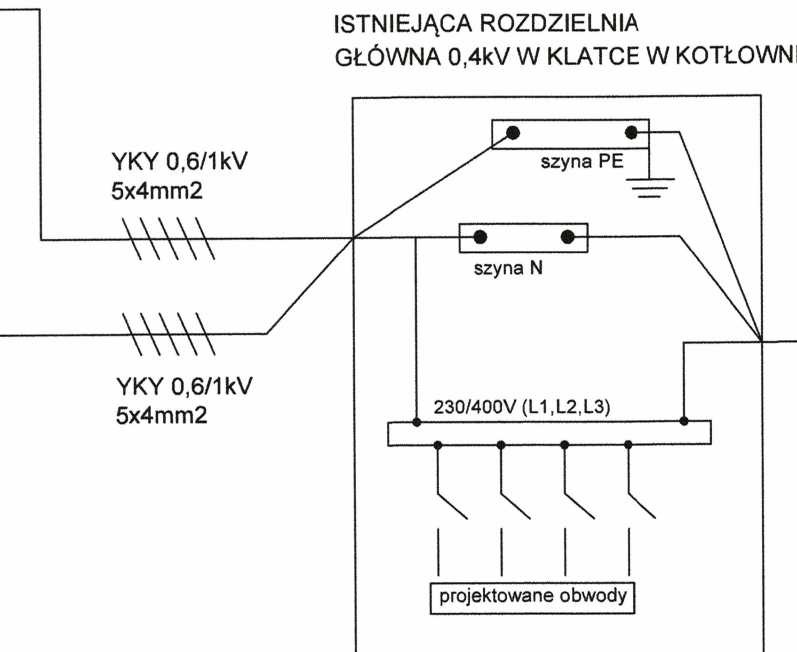 ISTNIEJĄCA ROZDZIELNIA
GŁÓWNA 0,4kV W KLATCE W KOTŁOWNI
YKY 0,6/1kV
5x4mm2
szyna PE
szyna N
YKY 0,6/1kV
5x4mm2
230/400V (L1,L2,L3)
projektowane obwody